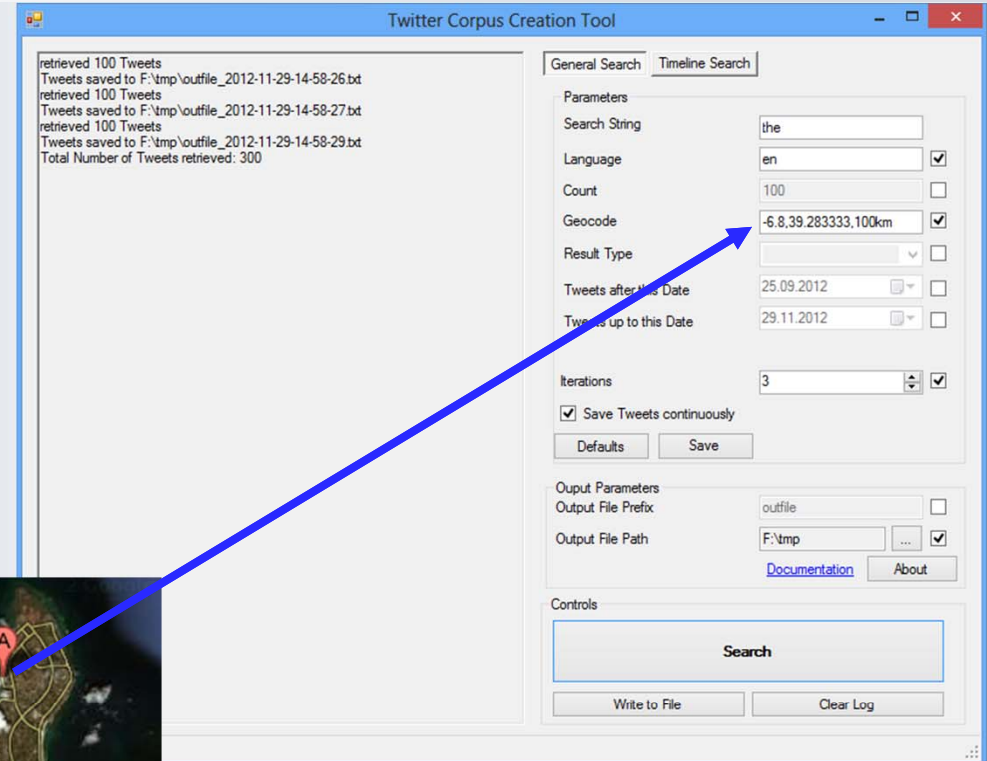 Twitter Corpus Creation Tool
retrieved 100 Tweets
Tweets saved to F:\tmp\outfile_2012-11-29-14-58-26.txt
retrieved 100 Tweets
Tweets saved to F:\tmp\outfile_2012-11-29-14-58-27.txt
retrieved 100 Tweets
Tweets saved to F:\tmp\outfile_2012-11-29-14-58-29.txt
Total Number of Tweets retrieved: 300
General Search Timeline Search
Parameters
Search String the
Language en
Count 100
Geocode -6.8,39.283333,100km
Result Type
Tweets after this Date 25.09.2012
Tweets up to this Date 29.11.2012
Iterations 3
Save Tweets continuously
Defaults Save
Ouput Parameters
Output File Prefix outfile
Output File Path F:\tmp ...
Documentation About
Controls
Search
Write to File Clear Log
A